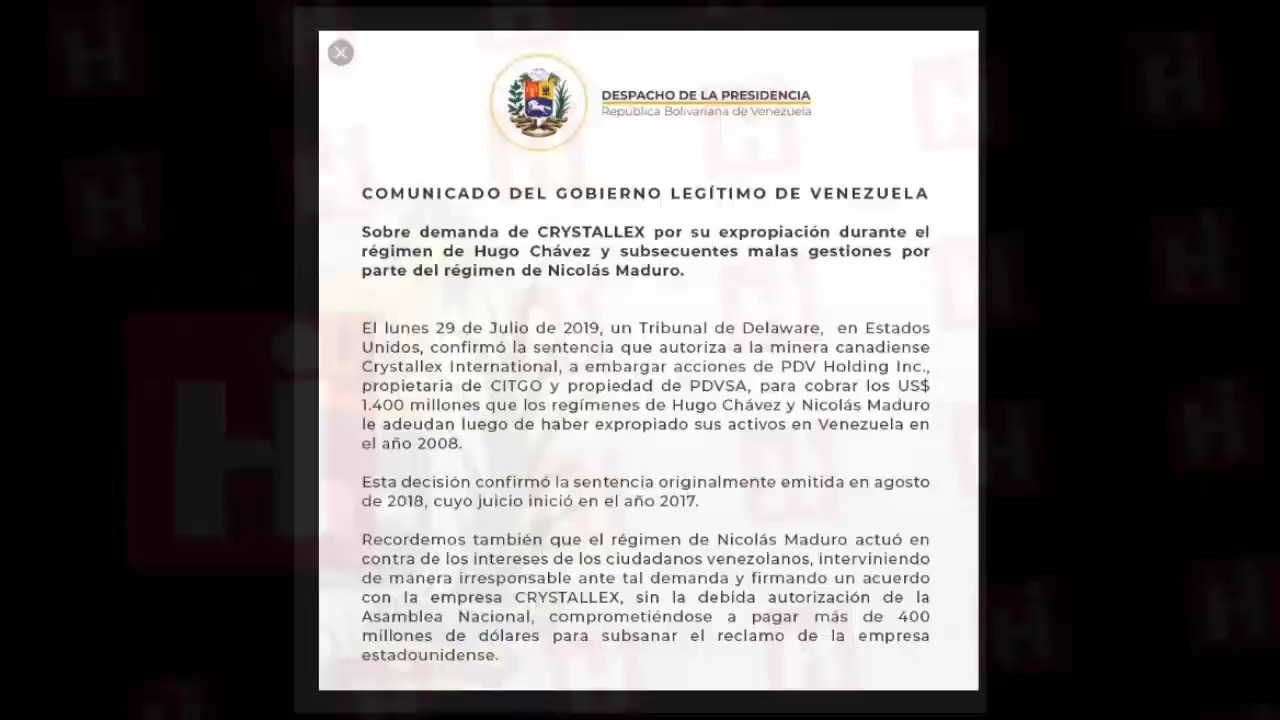 DESPACHO DE LA PRESIDENCIA
República Bolivariana de Venezuela
COMUNICADO DEL GOBIERNO LEGÍTIMO DE VENEZUELA
Sobre demanda de CRYSTALLEX por su expropiación durante el
régimen de Hugo Chávez y subsecuentes malas gestiones por
parte del régimen de Nicolás Maduro.
El lunes 29 de Julio de 2019, un Tribunal de Delaware, en Estados
Unidos, confirmó la sentencia que autoriza a la minera canadiense
Crystallex International, a embargar acciones de PDV Holding Inc.,
propietaria de CITGO y propiedad de PDVSA, para cobrar los US$
1.400 millones que los regímenes de Hugo Chávez y Nicolás Maduro
le adeudan luego de haber expropiado sus activos en Venezuela en
el año 2008.
Esta decisión confirmó la sentencia originalmente emitida en agosto
de 2018, cuyo juicio inició en el año 2017.
Recordemos también que el régimen de Nicolás Maduro actuó en
contra de los intereses de los ciudadanos venezolanos, interviniendo
de manera irresponsable ante tal demanda y firmando un acuerdo
con la empresa CRYSTALLEX, sin la debida autorización de la
Asamblea Nacional, comprometiéndose a pagar más de 400
millones de dólares para subsanar el reclamo de la empresa
estadounidense.